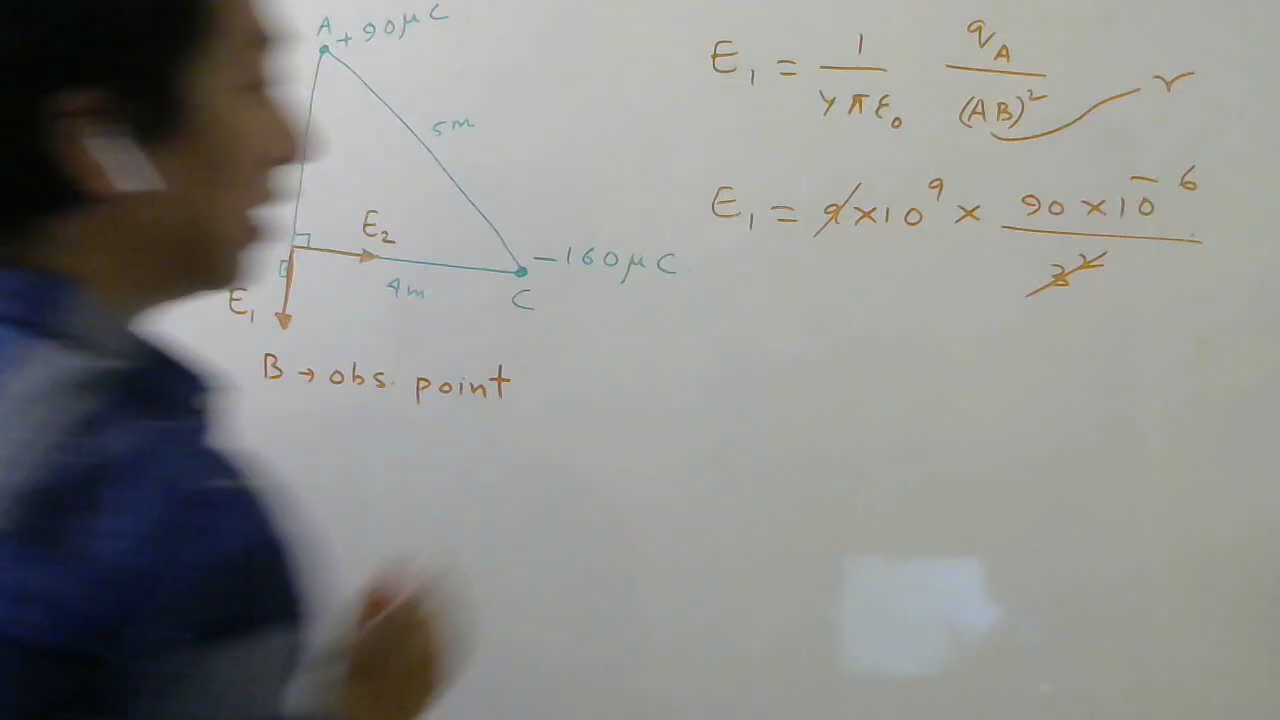 A +90μC
5m
E₂
-160μC
4m
C
E₁
B → obs. point
E₁ = 1/4πε₀ qA/(AB)² r
E₁ = 9×10⁹ × 90×10⁻⁶/3²